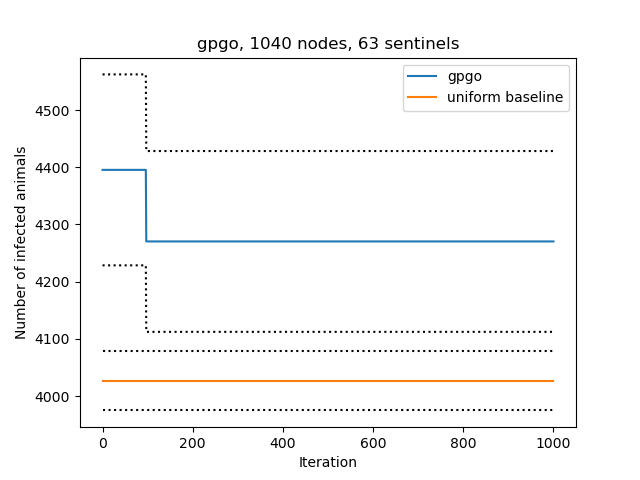 gpgo, 1040 nodes, 63 sentinels
gpgo
uniform baseline
Number of infected animals
4500
4400
4300
4200
4100
4000
0 200 400 600 800 1000
Iteration